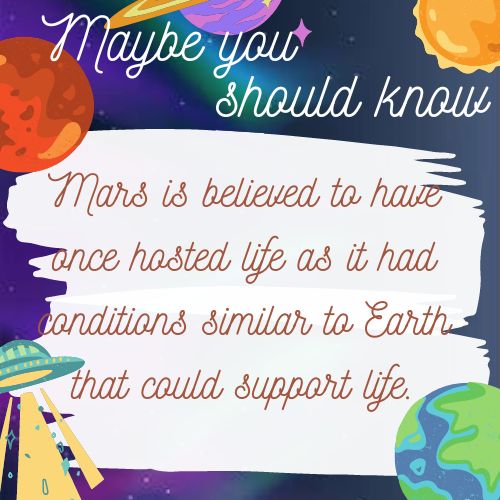 Maybe you
should know
Mars is believed to have
once hosted life as it had
conditions similar to Earth
that could support life.